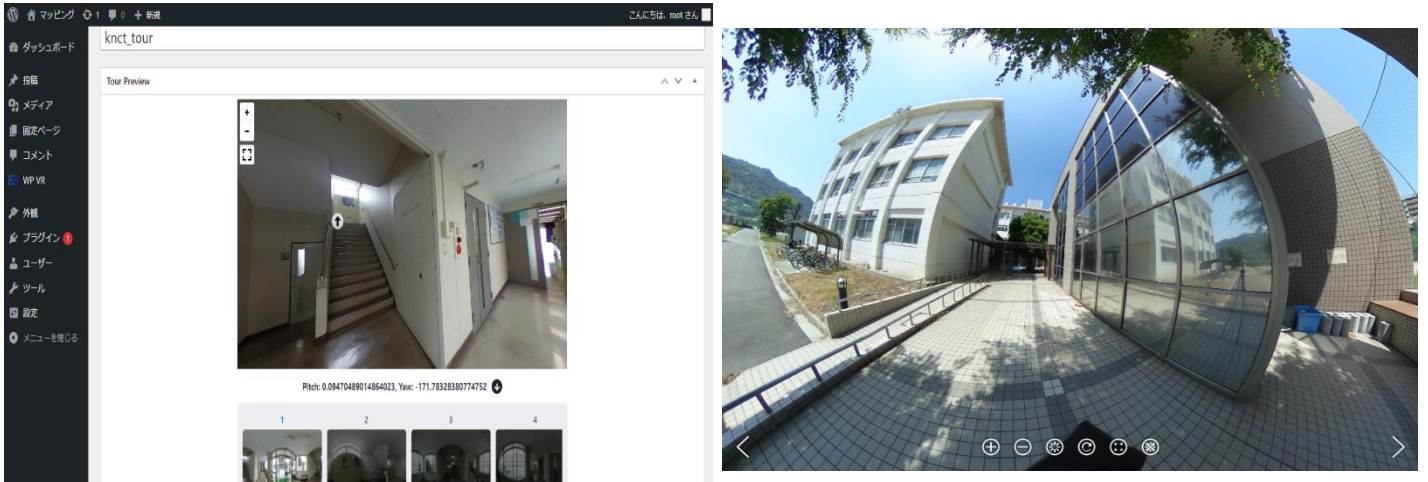 マッピング 1 0 + 新規
こんにちは、root さん
ダッシュボード
投稿
メディア
固定ページ
コメント
WP VR
外観
プラグイン 1
ユーザー
ツール
設定
メニューを閉じる
knct_tour
Tour Preview
+
-
Pitch: 0.09470489014864023, Yaw: -171.78328380774752
1 2 3 4